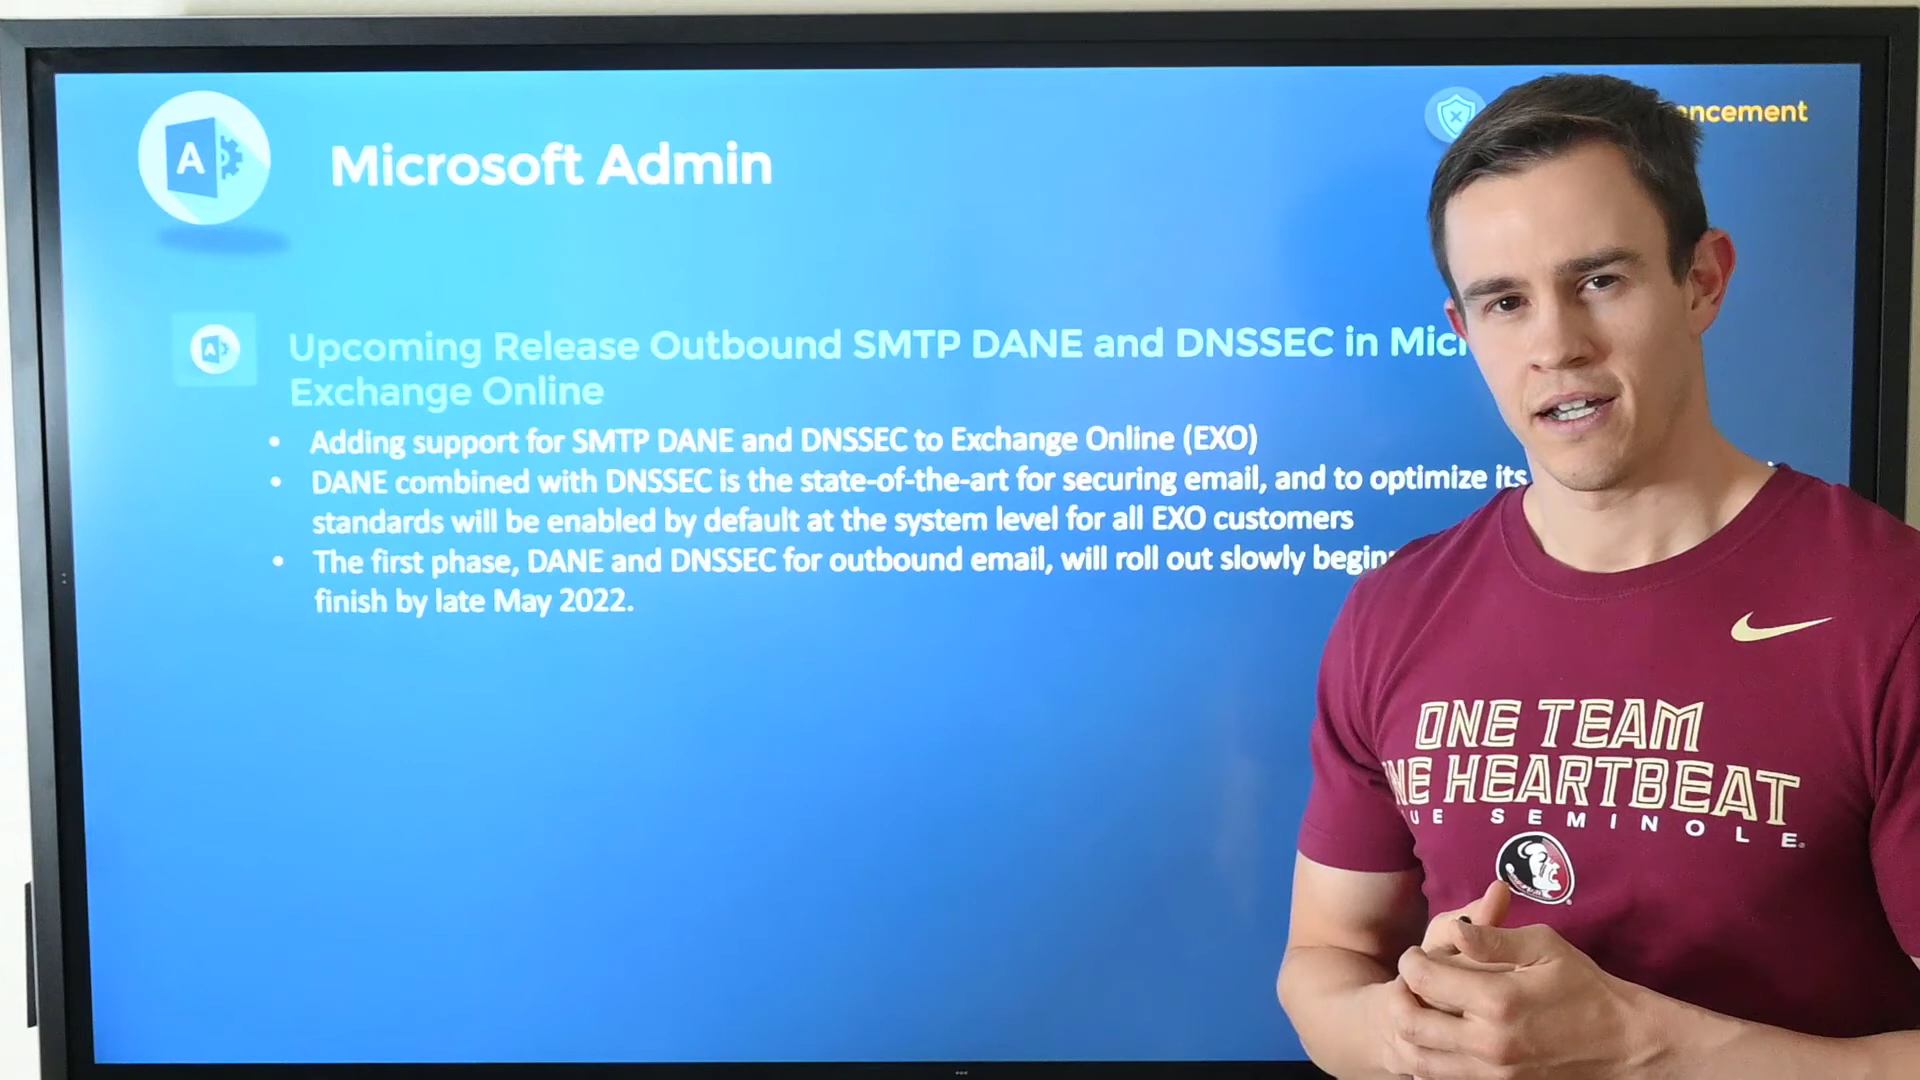 Microsoft Admin
A
Upcoming Release Outbound SMTP DANE and DNSSEC in
Exchange Online
• Adding support for SMTP DANE and DNSSEC to Exchange Online (EXO)
• DANE combined with DNSSEC is the state-of-the-art for securing email, and to optimize its
standards will be enabled by default at the system level for all EXO customers
• The first phase, DANE and DNSSEC for outbound email, will roll out slowly
finish by late May 2022.
ONE TEAM
HEARTBEAT
SEMINOLE